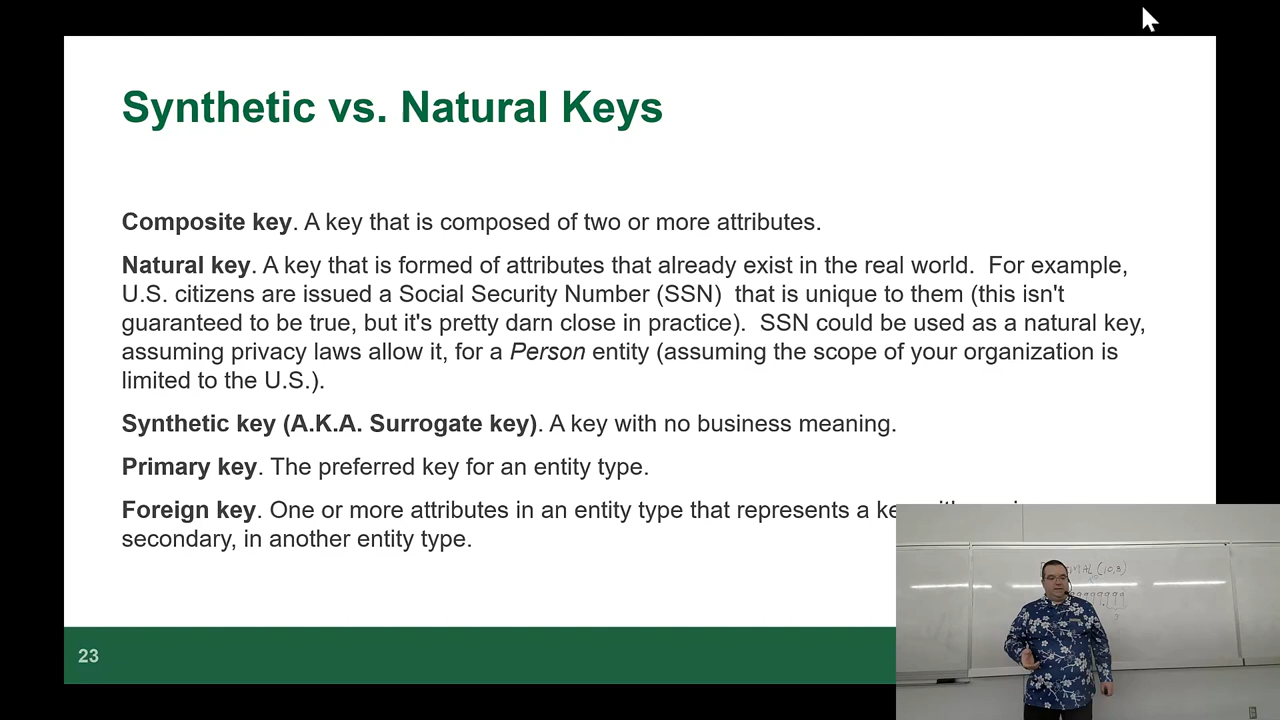 Synthetic vs. Natural Keys
Composite key. A key that is composed of two or more attributes.
Natural key. A key that is formed of attributes that already exist in the real world.  For example,
U.S. citizens are issued a Social Security Number (SSN)  that is unique to them (this isn't
guaranteed to be true, but it's pretty darn close in practice).  SSN could be used as a natural key,
assuming privacy laws allow it, for a Person entity (assuming the scope of your organization is
limited to the U.S.).
Synthetic key (A.K.A. Surrogate key). A key with no business meaning.
Primary key. The preferred key for an entity type.
Foreign key. One or more attributes in an entity type that represents a
secondary, in another entity type.
23
(10,3)